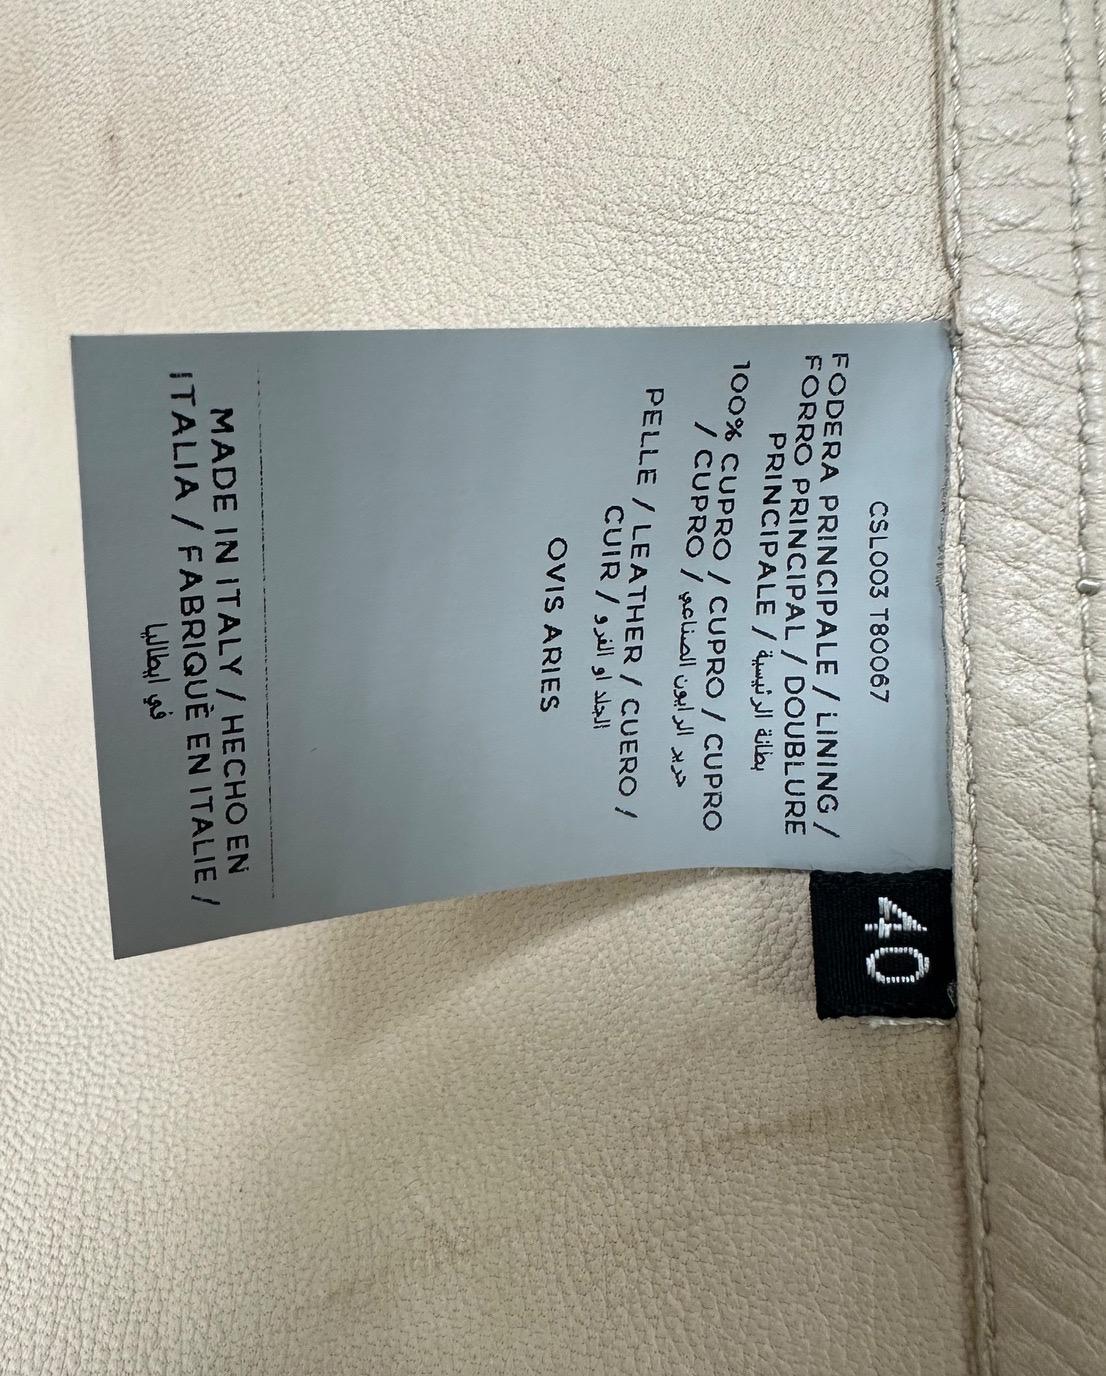 CSL003 T80067
FODERA PRINCIPALE / LINING /
FORRO PRINCIPAL / DOUBLURE
PRINCIPALE / بطانة الرئيسية
100% CUPRO / CUPRO / CUPRO
/ CUPRO / حرير الرايون الصناعي
PELLE / LEATHER / CUERO /
CUIR / الجلد او الفرو
OVIS ARIES
MADE IN ITALY / HECHO EN
ITALIA / FABRIQUÈ EN ITALIE /
في ايطاليا
40